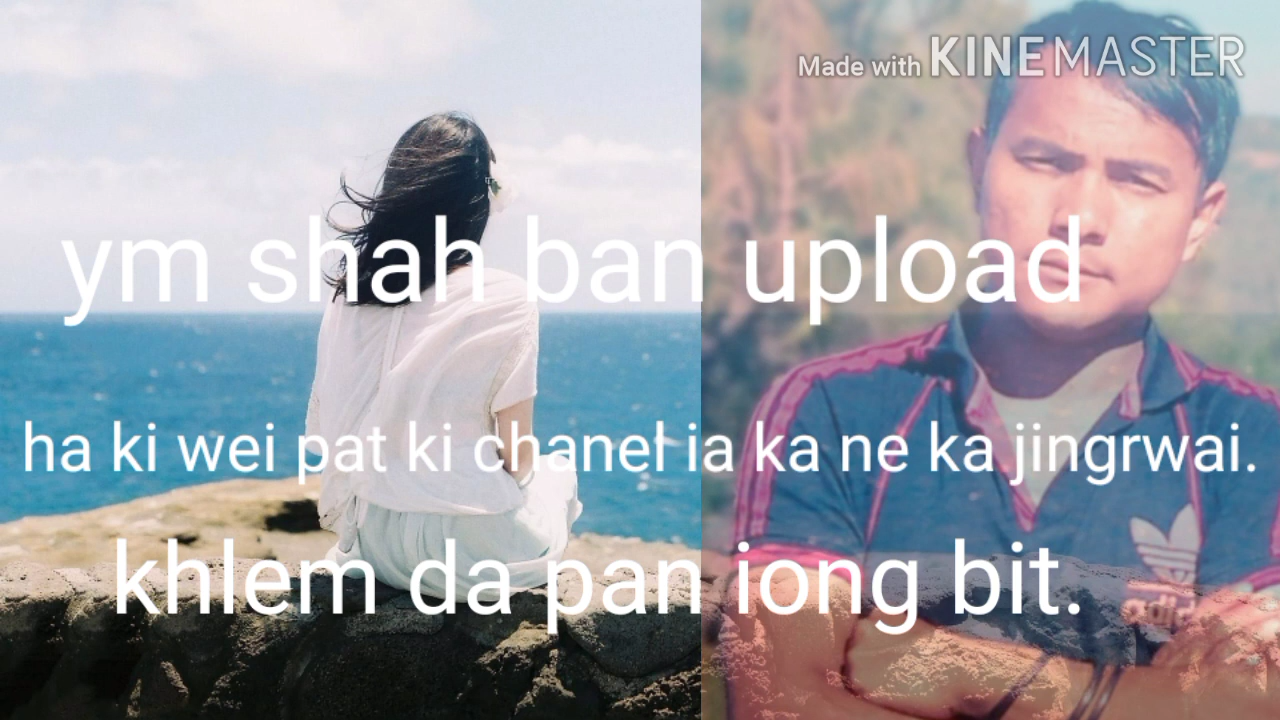 Made with KINEMASTER
ym shah ban upload
ha ki wei pat ki chanel ia ka ne ka jingrwai.
khlem da pan iong bit.
adidas